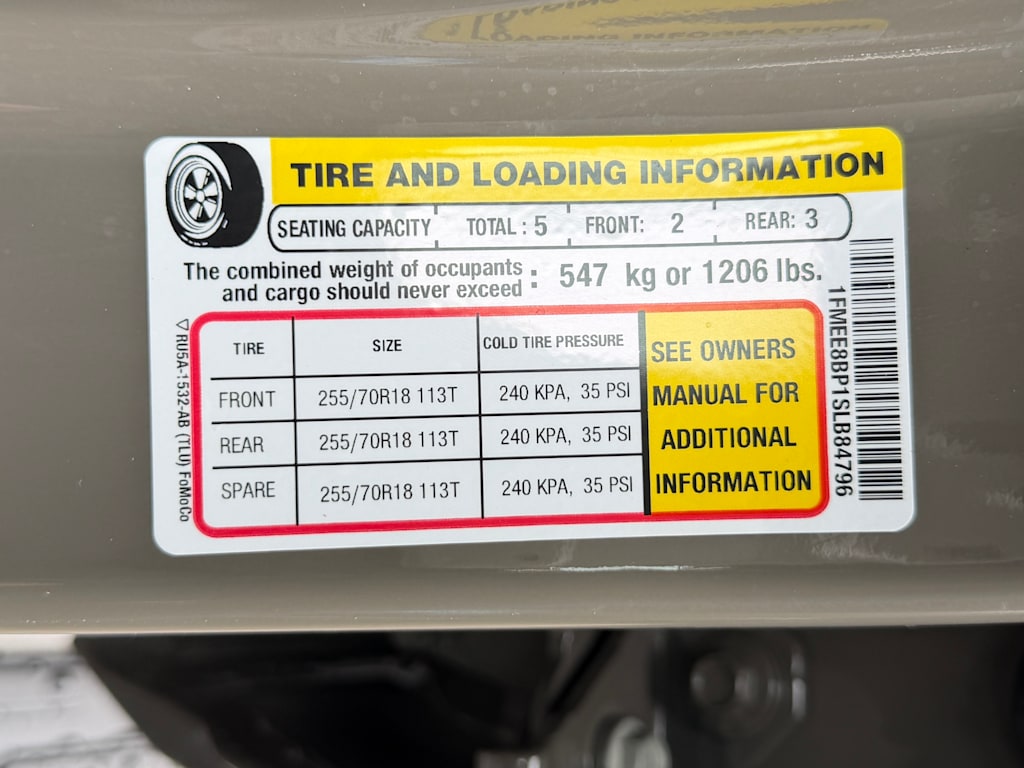 TIRE AND LOADING INFORMATION
SEATING CAPACITY TOTAL : 5 FRONT: 2 REAR: 3
The combined weight of occupants
and cargo should never exceed : 547 kg or 1206 lbs.
TIRE SIZE COLD TIRE PRESSURE
FRONT 255/70R18 113T 240 KPA, 35 PSI
REAR 255/70R18 113T 240 KPA, 35 PSI
SPARE 255/70R18 113T 240 KPA, 35 PSI
SEE OWNERS
MANUAL FOR
ADDITIONAL
INFORMATION
RU5A-1532-AB (TLU) FoMoCo
1FMEE8BP1SLB84796